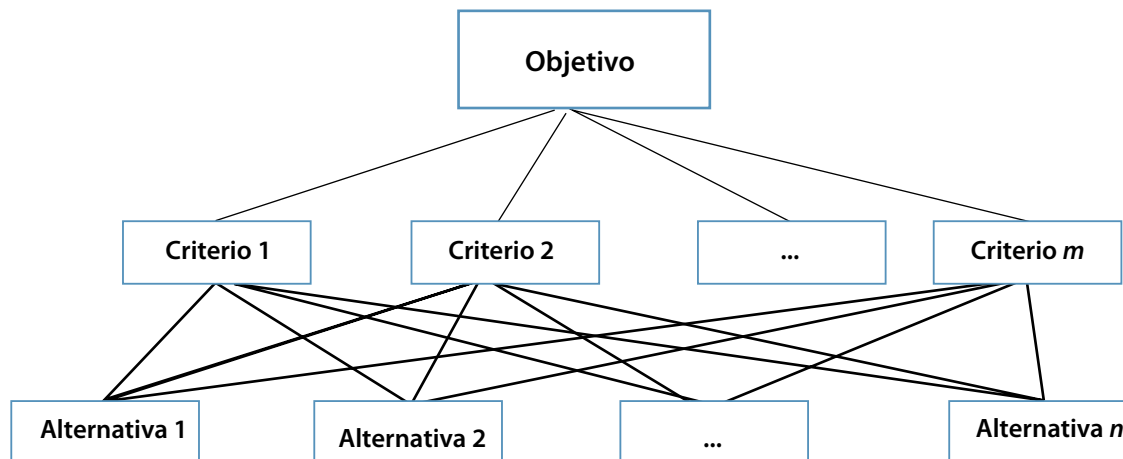 Objetivo
Criterio 1
Criterio 2
...
Criterio m
Alternativa 1
Alternativa 2
...
Alternativa n